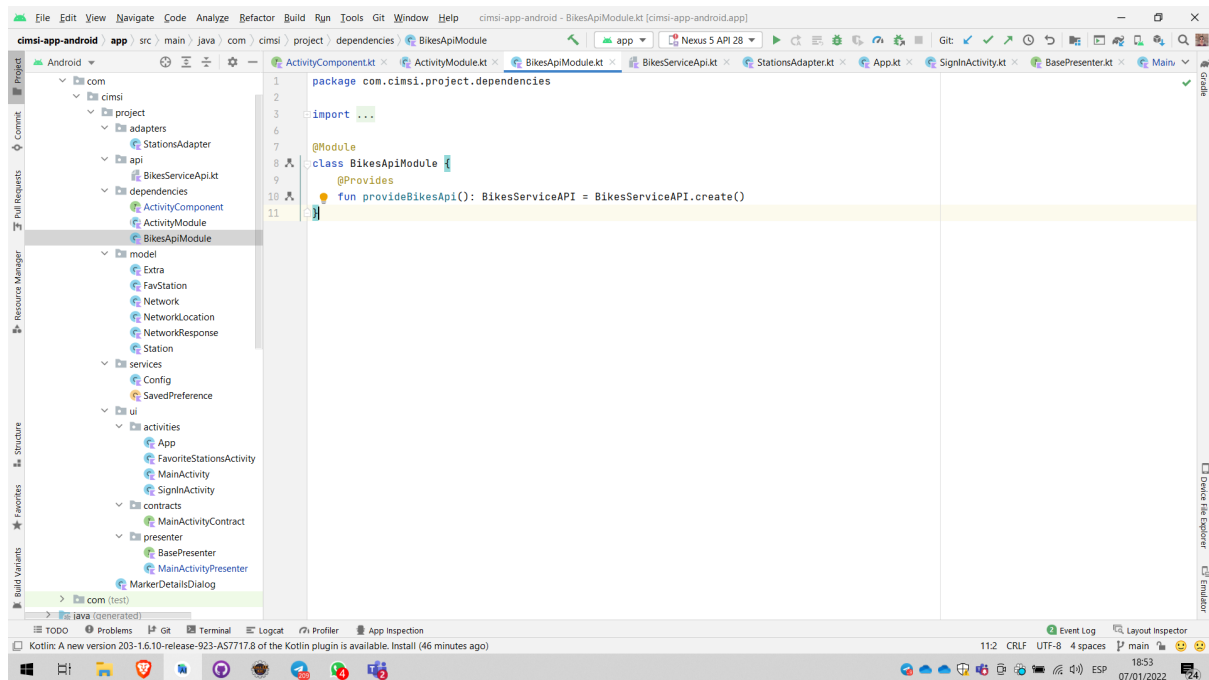 File Edit View Navigate Code Analyze Refactor Build Run Tools Git Window Help cimsi-app-android - BikesApiModule.kt [cimsi-app-android.app]
cimsi-app-android app src main java com cimsi project dependencies BikesApiModule app Nexus 5 API 28 Git:
Project
Android
ActivityComponent.kt ActivityModule.kt BikesApiModule.kt BikesServiceApi.kt StationsAdapter.kt App.kt SignInActivity.kt BasePresenter.kt Main
com
cimsi
project
adapters
StationsAdapter
api
BikesServiceApi.kt
dependencies
ActivityComponent
ActivityModule
BikesApiModule
model
Extra
FavStation
Network
NetworkLocation
NetworkResponse
Station
services
Config
SavedPreference
ui
activities
App
FavoriteStationsActivity
MainActivity
SignInActivity
contracts
MainActivityContract
presenter
BasePresenter
MainActivityPresenter
MarkerDetailsDialog
com (test)
java (generated)
1 package com.cimsi.project.dependencies
2
3 import ...
6
7 @Module
8 class BikesApiModule {
9 @Provides
10 fun provideBikesApi(): BikesServiceAPI = BikesServiceAPI.create()
11 }
Commit
Pull Requests
Resource Manager
Structure
Favorites
Build Variants
Gradle
Device File Explorer
Emulator
TODO Problems Git Terminal Logcat Profiler App Inspection 2 Event Log Layout Inspector
Kotlin: A new version 203-1.6.10-release-923-AS7717.8 of the Kotlin plugin is available. Install (46 minutes ago) 11:2 CRLF UTF-8 4 spaces main
209 4 2 ESP 18:53
07/01/2022 24